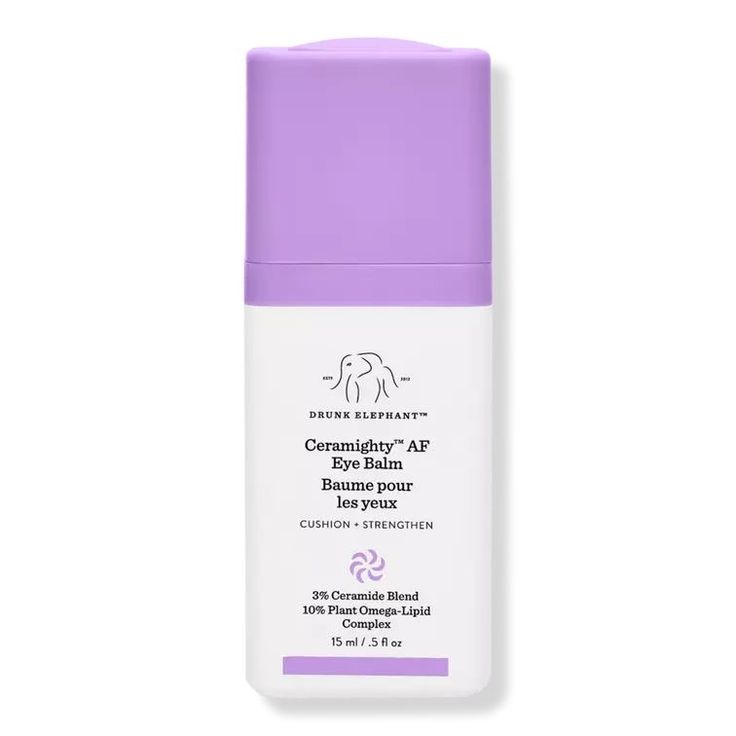 ESTD 2012
DRUNK ELEPHANT™
Ceramighty™ AF
Eye Balm
Baume pour
les yeux
CUSHION + STRENGTHEN
3% Ceramide Blend
10% Plant Omega-Lipid
Complex
15 ml / .5 fl oz